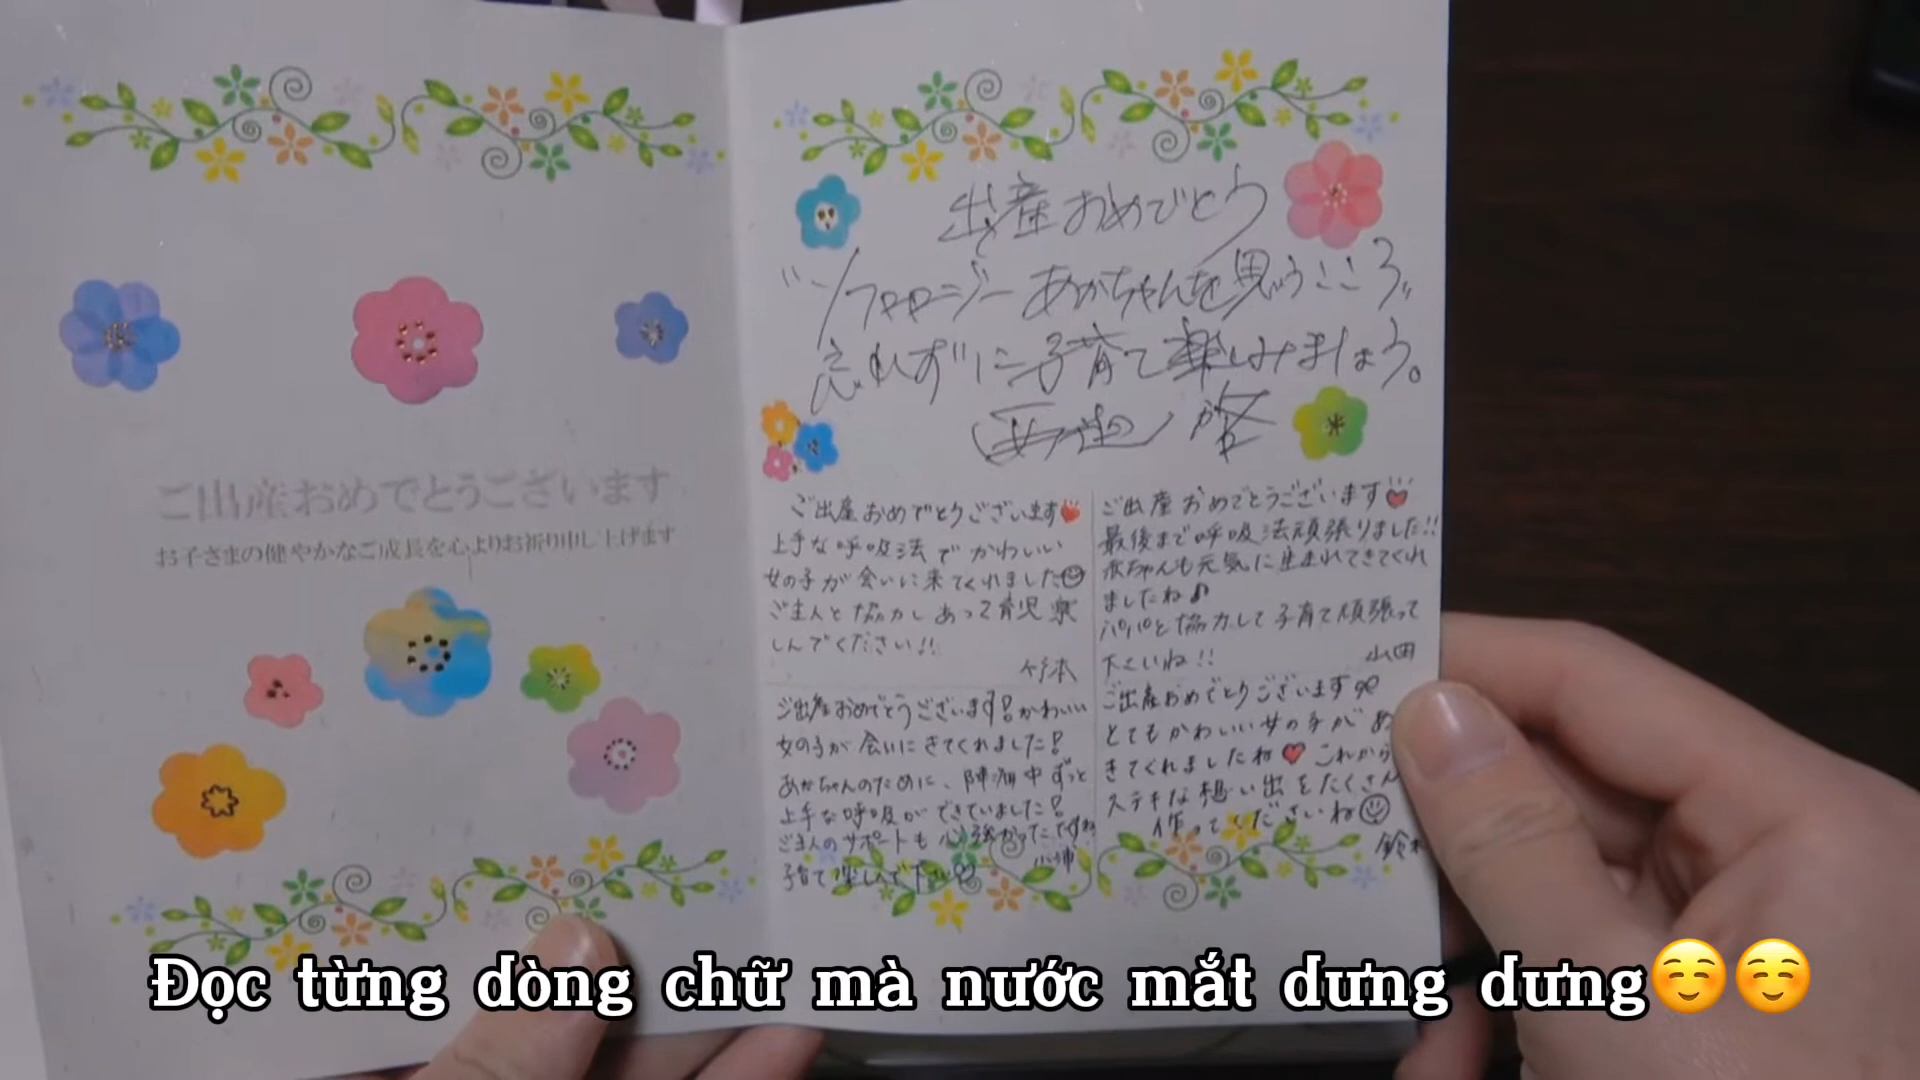 ご出産おめでとうございます
お子さまの健やかなご成長を心よりお祈り申し上げます
出産おめでとう
"ソフロロジーあかちゃんを思うこころ"
忘れずに子育て楽しみましょう。
ご出産おめでとうございます
上手な呼吸法でかわいい
女の子が会いに来てくれました
ご主人と協力しあって育児楽
しんでください!!
竹本
ご出産おめでとうございます
最後まで呼吸法頑張りました!!
赤ちゃんも元気に生まれてきてくれ
ましたね♪
パパと協力して子育て頑張って
下さいね!!
山田
ご出産おめでとうございます!かわいい
女の子が会いにきてくれました!
あかちゃんのために、陣痛中ずっと
上手な呼吸ができていました!
ご主人のサポートも心強かったですね
子育て楽しんで下さい
小浦
ご出産おめでとうございます
とてもかわいい女の子が
きてくれましたね これから
ステキな想い出をたくさん
作ってくださいね
鈴木
Đọc từng dòng chữ mà nước mắt dưng dưng☺️☺️